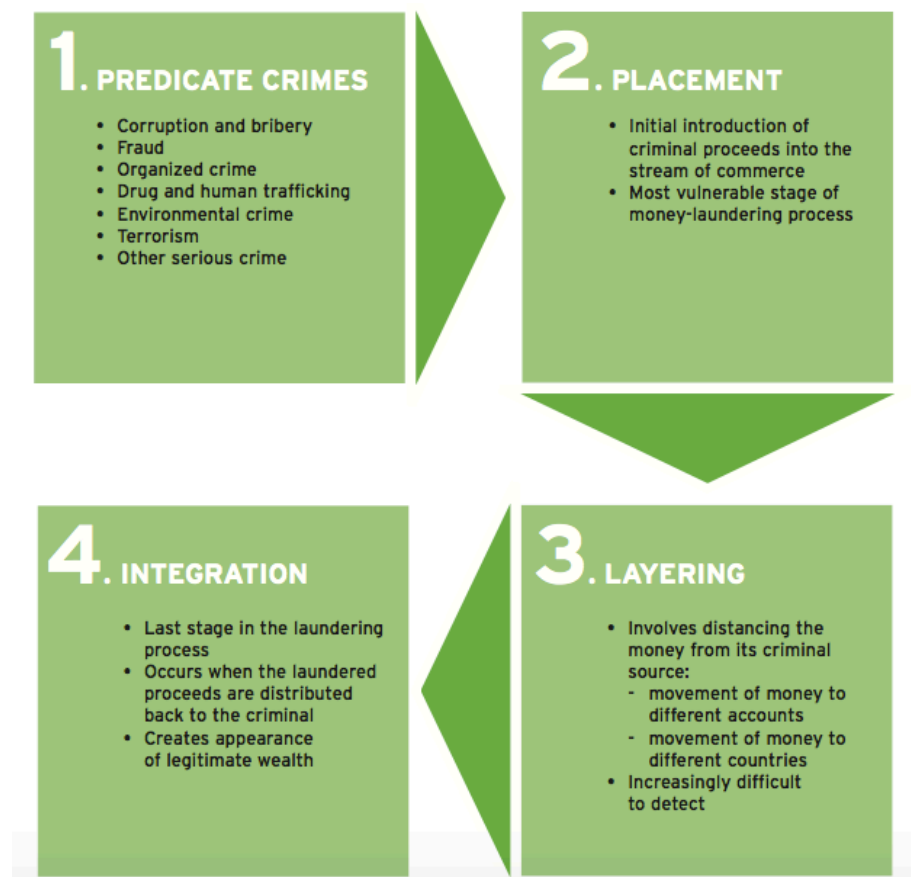 1. PREDICATE CRIMES
• Corruption and bribery
• Fraud
• Organized crime
• Drug and human trafficking
• Environmental crime
• Terrorism
• Other serious crime
2. PLACEMENT
• Initial introduction of
criminal proceeds into the
stream of commerce
• Most vulnerable stage of
money-laundering process
3. LAYERING
• Involves distancing the
money from its criminal
source:
- movement of money to
different accounts
- movement of money to
different countries
• Increasingly difficult
to detect
4. INTEGRATION
• Last stage in the laundering
process
• Occurs when the laundered
proceeds are distributed
back to the criminal
• Creates appearance
of legitimate wealth